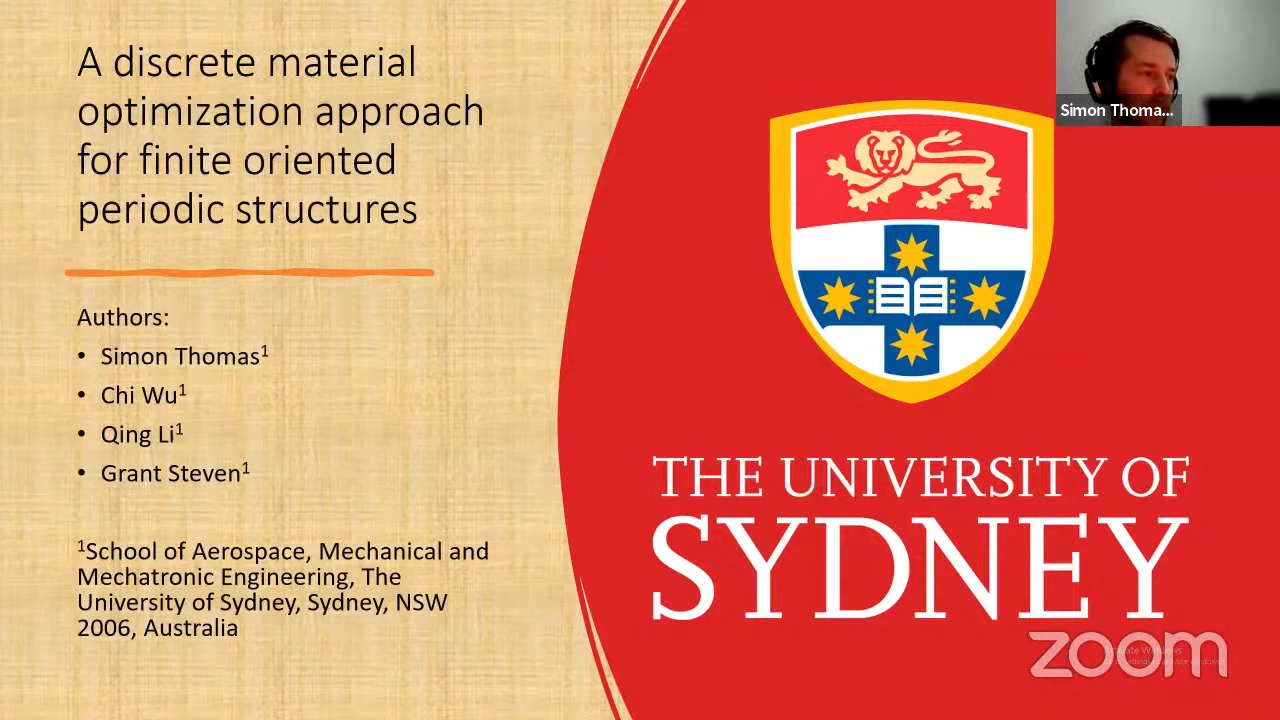 A discrete material
optimization approach
for finite oriented
periodic structures
Authors:
• Simon Thomas¹
• Chi Wu¹
• Qing Li¹
• Grant Steven¹
¹School of Aerospace, Mechanical and
Mechatronic Engineering, The
University of Sydney, Sydney, NSW
2006, Australia
Simon Thoma...
THE UNIVERSITY OF
SYDNEY
zoom